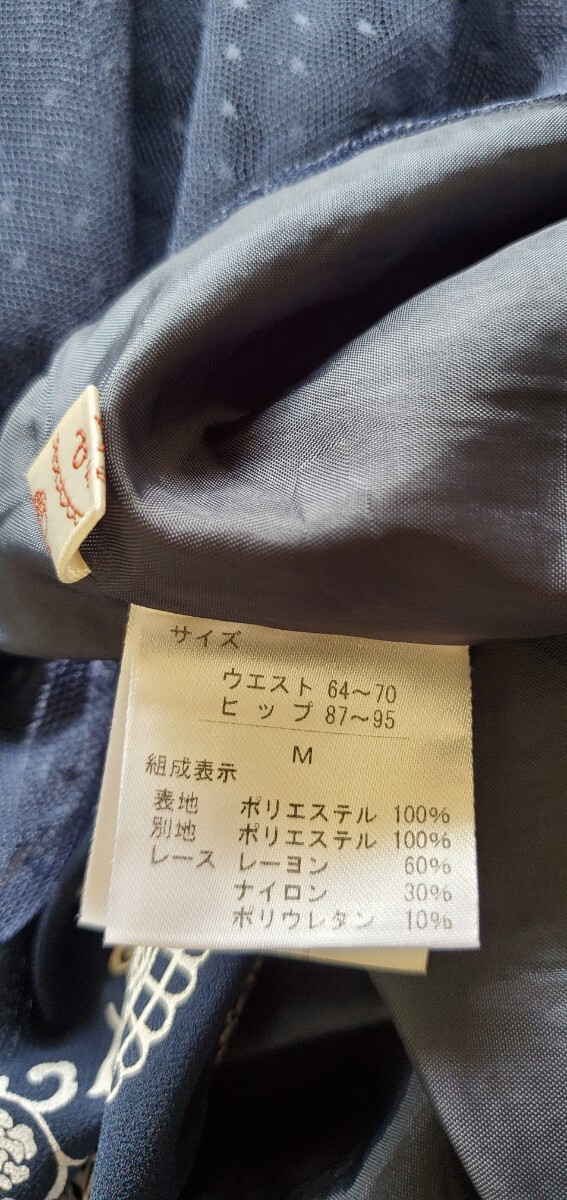 サイズ
ウエスト 64～70
ヒップ 87～95
M
組成表示
表地 ポリエステル 100%
別地 ポリエステル 100%
レース レーヨン 60%
ナイロン 30%
ポリウレタン 10%